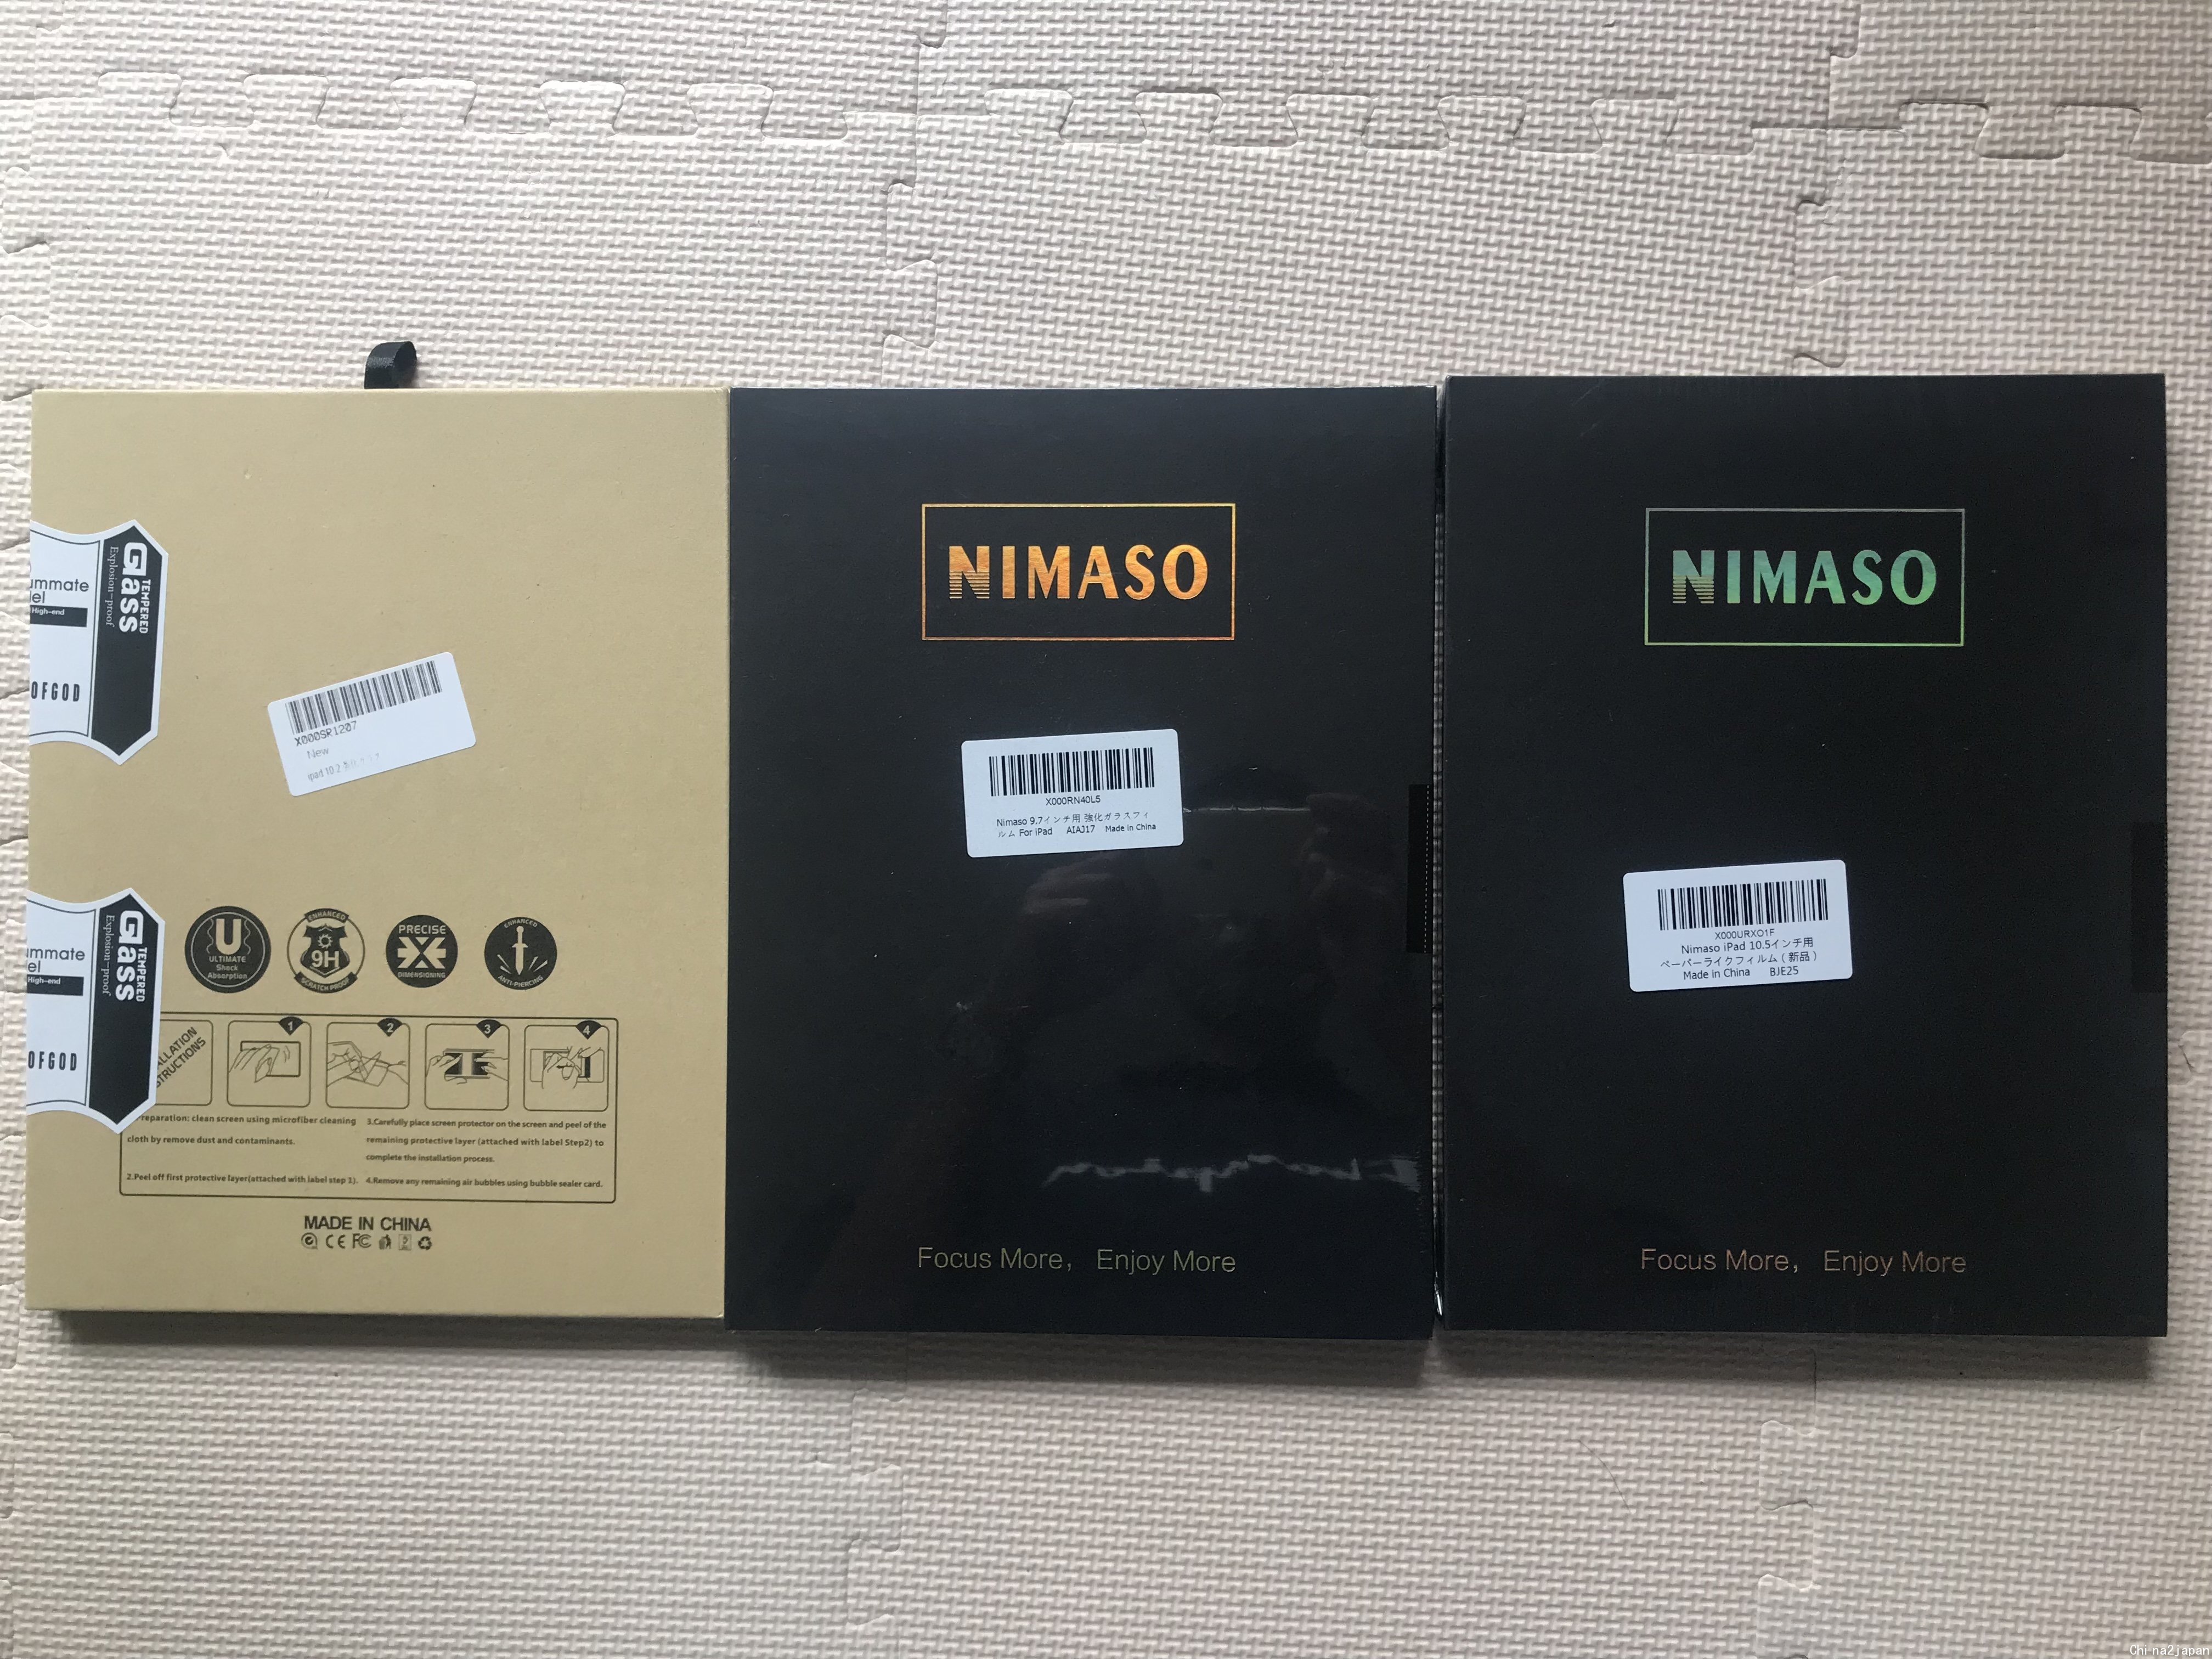 TEMPERED
Glass
Explosion-proof
High-end
OFGOD
X000SR1207
New
ipad 10.2
TEMPERED
Glass
Explosion-proof
High-end
OFGOD
U
ULTIMATE
Shock
Absorption
ENHANCED
9H
SCRATCH PROOF
PRECISE
DIMENSIONING
ENHANCED
ANTI-PIERCING
1
2
3
4
reparation: clean screen using microfiber cleaning
cloth by remove dust and contaminants.
2.Peel off first protective layer(attached with label step 1).
3.Carefully place screen protector on the screen and peel of the
remaining protective layer (attached with label Step2) to
complete the installation process.
4.Remove any remaining air bubbles using bubble sealer card.
MADE IN CHINA
CE FC
NIMASO
X000RN40L5
Nimaso 9.7インチ用 強化ガラスフィ
ルム For iPad AIAJ17 Made in China
Focus More, Enjoy More
NIMASO
X000URXO1F
Nimaso iPad 10.5インチ用
ペーパーライクフィルム(新品)
Made in China BJE25
Focus More, Enjoy More
China2japan